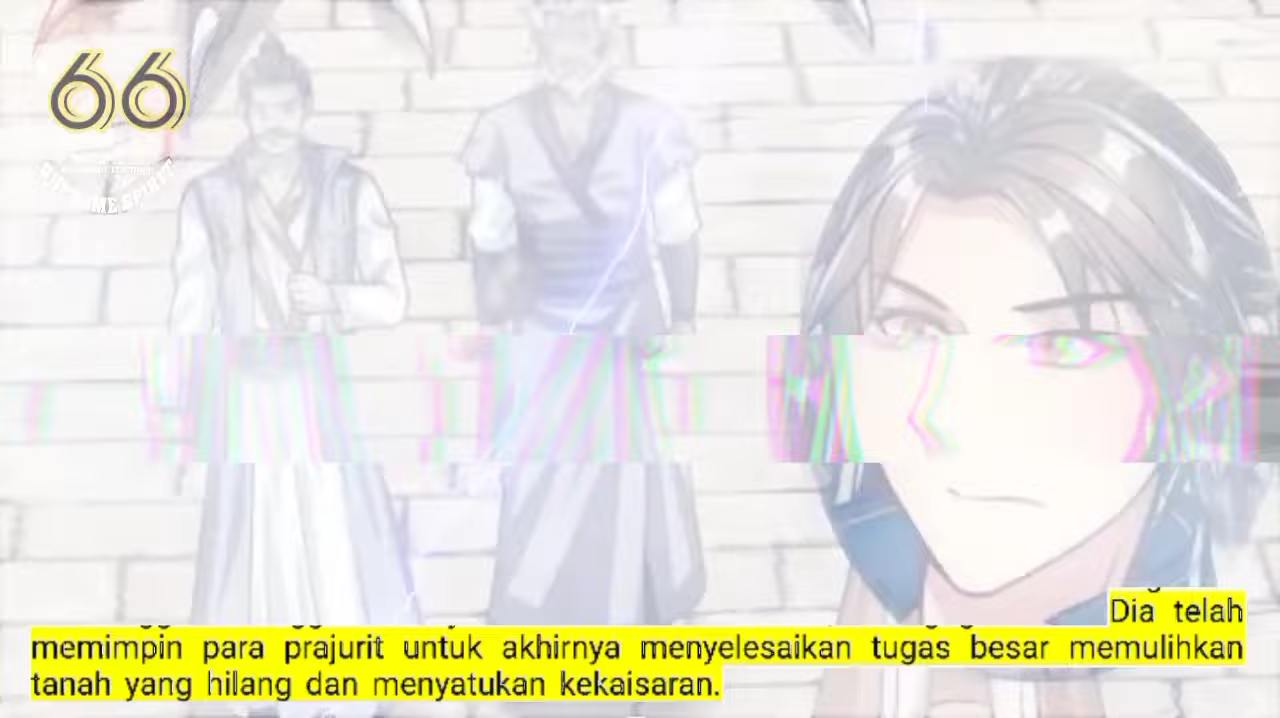 66
Dia telah
memimpin para prajurit untuk akhirnya menyelesaikan tugas besar memulihkan
tanah yang hilang dan menyatukan kekaisaran.